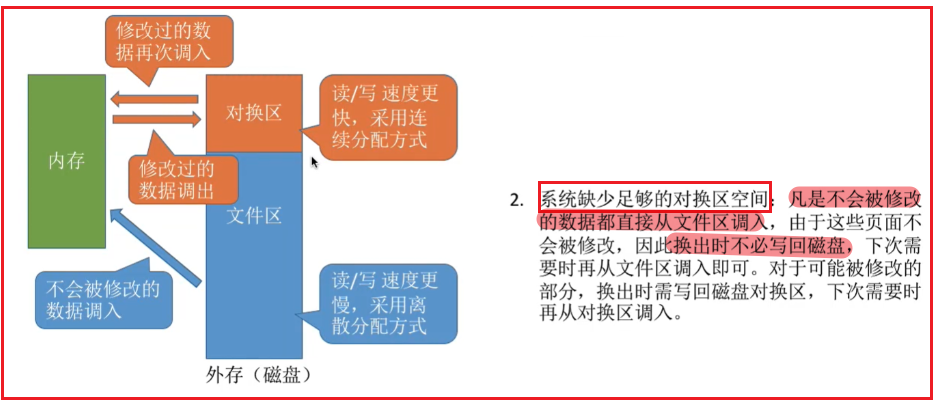 修改过的数
据再次调入
对换区
读/写 速度更
快，采用连
续分配方式
内存
修改过的
数据调出
文件区
不会被修改的
数据调入
读/写 速度更
慢，采用离
散分配方式
外存（磁盘）
2. 系统缺少足够的对换区空间：凡是不会被修改
的数据都直接从文件区调入，由于这些页面不
会被修改，因此换出时不必写回磁盘，下次需
要时再从文件区调入即可。对于可能被修改的
部分，换出时需写回磁盘对换区，下次需要时
再从对换区调入。